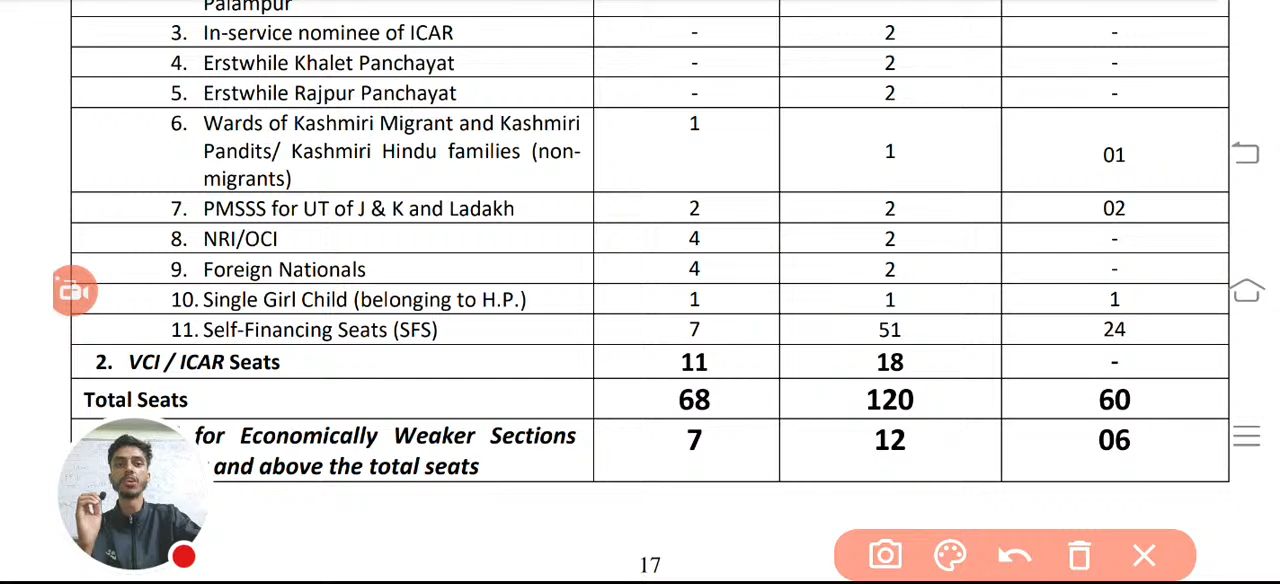 Palampur
3. In-service nominee of ICAR - 2 -
4. Erstwhile Khalet Panchayat - 2 -
5. Erstwhile Rajpur Panchayat - 2 -
6. Wards of Kashmiri Migrant and Kashmiri 1
Pandits/ Kashmiri Hindu families (non- 1 01
migrants)
7. PMSSS for UT of J & K and Ladakh 2 2 02
8. NRI/OCI 4 2 -
9. Foreign Nationals 4 2 -
10. Single Girl Child (belonging to H.P.) 1 1 1
11. Self-Financing Seats (SFS) 7 51 24
2. VCI / ICAR Seats 11 18 -
Total Seats 68 120 60
for Economically Weaker Sections 7 12 06
and above the total seats
17